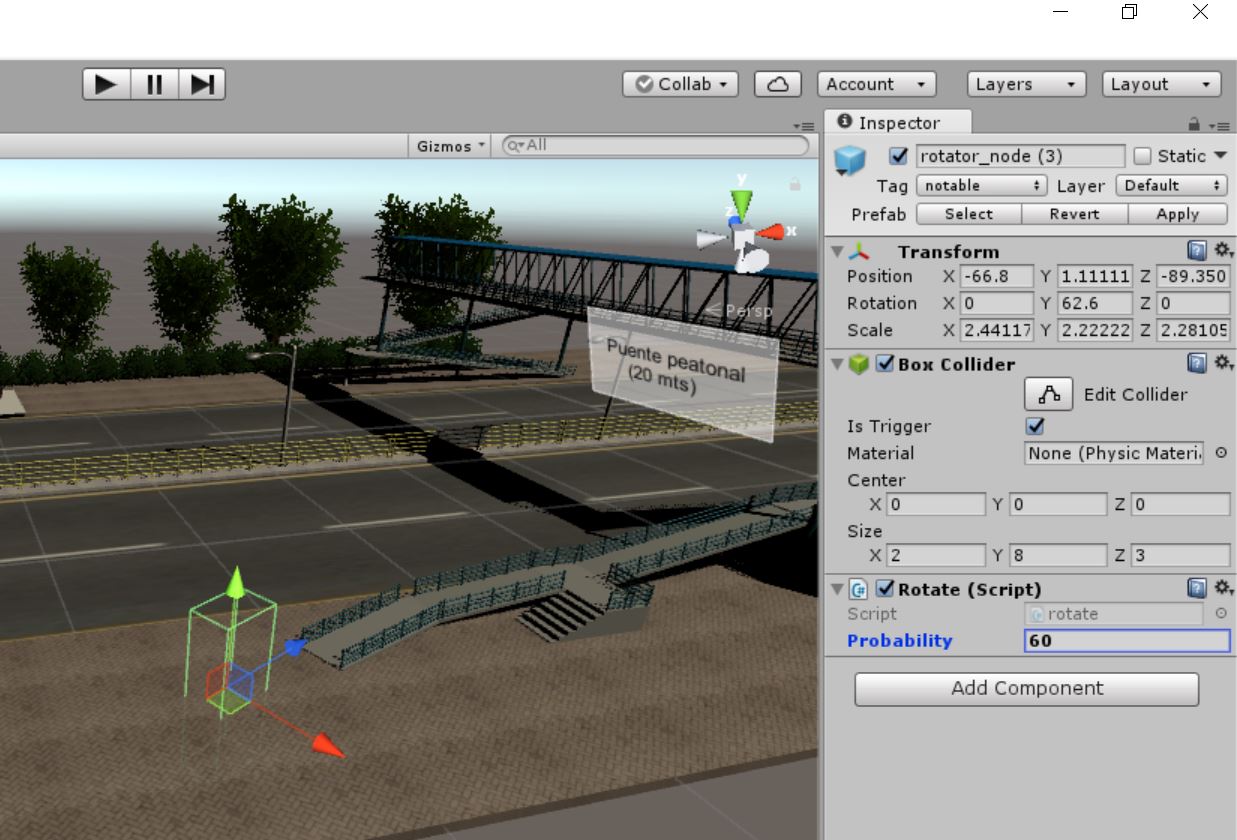 Collab
Account
Layers
Layout
Inspector
Gizmos
All
rotator_node (3)
Static
Tag
notable
Layer
Default
Prefab
Select
Revert
Apply
Transform
Position X -66.8 Y 1.11111 Z -89.350
Rotation X 0 Y 62.6 Z 0
Scale X 2.44117 Y 2.22222 Z 2.28105
Box Collider
Edit Collider
Is Trigger
Material None (Physic Materi
Center
X 0 Y 0 Z 0
Size
X 2 Y 8 Z 3
Rotate (Script)
Script rotate
Probability 60
Add Component
y
z
x
Persp
Puente peatonal
(20 mts)